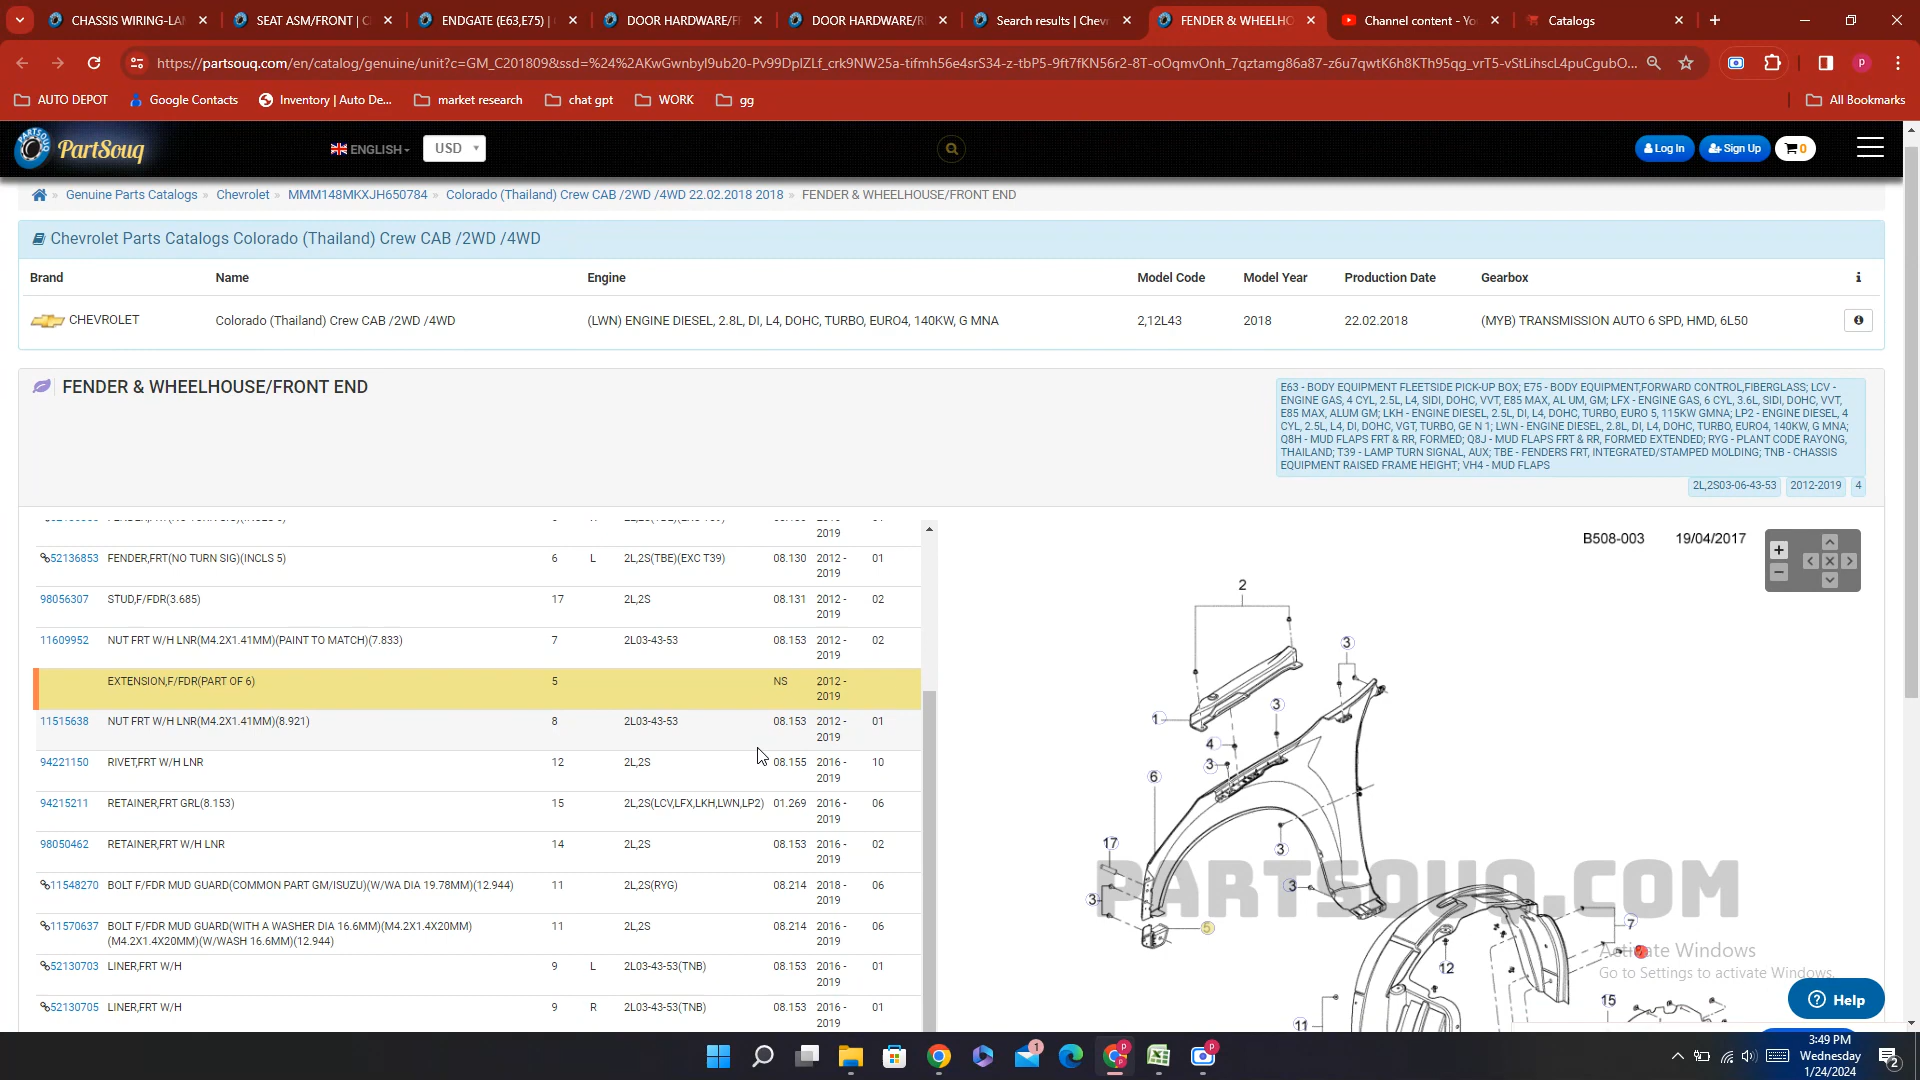 CHASSIS WIRING-LAM
SEAT ASM/FRONT | C
ENDGATE (E63,E75) |
DOOR HARDWARE/F
DOOR HARDWARE/R
Search results | Chevr
FENDER & WHEELHO
Channel content - Yo
Catalogs
https://partsouq.com/en/catalog/genuine/unit?c=GM_C201809&ssd=%24%2AKwGwnbyl9ub20-Pv99DplZLf_crk9NW25a-tifmh56e4srS34-z-tbP5-9ft7fKN56r2-8T-oOqmvOnh_7qztamg86a87-z6u7qwtK6h8KTh95qg_vrT5-vStLihscL4puCgubO...
AUTO DEPOT
Google Contacts
Inventory | Auto De...
market research
chat gpt
WORK
gg
All Bookmarks
PARTSOUQ
PartSouq
ENGLISH
USD
Log In
Sign Up
0
Genuine Parts Catalogs » Chevrolet » MMM148MKXJH650784 » Colorado (Thailand) Crew CAB /2WD /4WD 22.02.2018 2018 » FENDER & WHEELHOUSE/FRONT END
Chevrolet Parts Catalogs Colorado (Thailand) Crew CAB /2WD /4WD
Brand Name Engine Model Code Model Year Production Date Gearbox
CHEVROLET Colorado (Thailand) Crew CAB /2WD /4WD (LWN) ENGINE DIESEL, 2.8L, DI, L4, DOHC, TURBO, EURO4, 140KW, G MNA 2,12L43 2018 22.02.2018 (MYB) TRANSMISSION AUTO 6 SPD, HMD, 6L50
FENDER & WHEELHOUSE/FRONT END
E63 - BODY EQUIPMENT FLEETSIDE PICK-UP BOX; E75 - BODY EQUIPMENT,FORWARD CONTROL,FIBERGLASS; LCV -
ENGINE GAS, 4 CYL, 2.5L, L4, SIDI, DOHC, VVT, E85 MAX, AL UM, GM; LFX - ENGINE GAS, 6 CYL, 3.6L, SIDI, DOHC, VVT,
E85 MAX, ALUM GM; LKH - ENGINE DIESEL, 2.5L, DI, L4, DOHC, TURBO, EURO 5, 115KW GMNA; LP2 - ENGINE DIESEL, 4
CYL, 2.5L, L4, DI, DOHC, VGT, TURBO, GE N 1; LWN - ENGINE DIESEL, 2.8L, DI, L4, DOHC, TURBO, EURO4, 140KW, G MNA;
Q8H - MUD FLAPS FRT & RR, FORMED; Q8J - MUD FLAPS FRT & RR, FORMED EXTENDED; RYG - PLANT CODE RAYONG,
THAILAND; T39 - LAMP TURN SIGNAL, AUX; TBE - FENDERS FRT, INTEGRATED/STAMPED MOLDING; TNB - CHASSIS
EQUIPMENT RAISED FRAME HEIGHT; VH4 - MUD FLAPS
2L,2S03-06-43-53 2012-2019 4
2019
52136853 FENDER,FRT(NO TURN SIG)(INCLS 5) 6 L 2L,2S(TBE)(EXC T39) 08.130 2012 - 01
2019
98056307 STUD,F/FDR(3.685) 17 2L,2S 08.131 2012 - 02
2019
11609952 NUT FRT W/H LNR(M4.2X1.41MM)(PAINT TO MATCH)(7.833) 7 2L03-43-53 08.153 2012 - 02
2019
EXTENSION,F/FDR(PART OF 6) 5 NS 2012 -
2019
11515638 NUT FRT W/H LNR(M4.2X1.41MM)(8.921) 8 2L03-43-53 08.153 2012 - 01
2019
94221150 RIVET,FRT W/H LNR 12 2L,2S 08.155 2016 - 10
2019
94215211 RETAINER,FRT GRL(8.153) 15 2L,2S(LCV,LFX,LKH,LWN,LP2) 01.269 2016 - 06
2019
98050462 RETAINER,FRT W/H LNR 14 2L,2S 08.153 2016 - 02
2019
11548270 BOLT F/FDR MUD GUARD(COMMON PART GM/ISUZU)(W/WA DIA 19.78MM)(12.944) 11 2L,2S(RYG) 08.214 2018 - 06
2019
11570637 BOLT F/FDR MUD GUARD(WITH A WASHER DIA 16.6MM)(M4.2X1.4X20MM) 11 2L,2S 08.214 2016 - 06
(M4.2X1.4X20MM)(W/WASH 16.6MM)(12.944) 2019
52130703 LINER,FRT W/H 9 L 2L03-43-53(TNB) 08.153 2016 - 01
2019
52130705 LINER,FRT W/H 9 R 2L03-43-53(TNB) 08.153 2016 - 01
2019
B508-003 19/04/2017
2
3
1
3
4
3
6
17
3
3
3
5
7
12
15
11
PARTSOUQ.COM
Activate Windows
Go to Settings to activate Windows.
Help
1
3:49 PM
Wednesday
1/24/2024
2